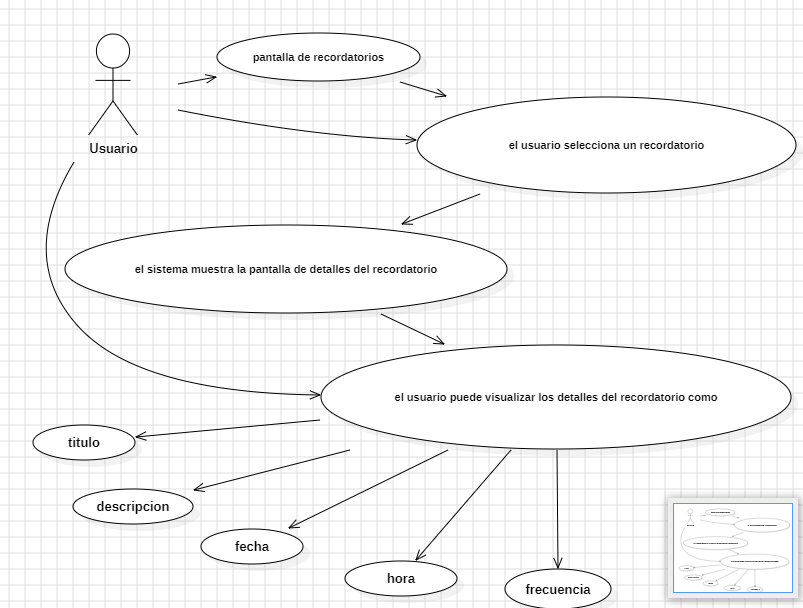 pantalla de recordatorios
Usuario
el usuario selecciona un recordatorio
el sistema muestra la pantalla de detalles del recordatorio
el usuario puede visualizar los detalles del recordatorio como
titulo
descripcion
fecha
hora
frecuencia